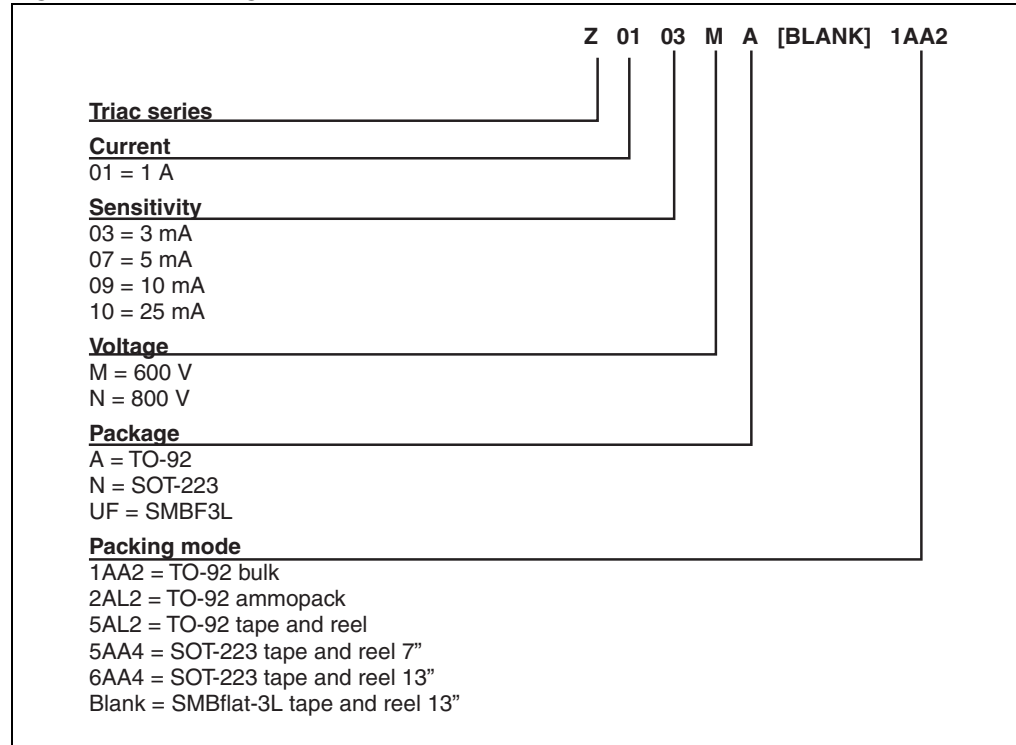 Z 01 03 M A [BLANK] 1AA2
Triac series
Current
01 = 1 A
Sensitivity
03 = 3 mA
07 = 5 mA
09 = 10 mA
10 = 25 mA
Voltage
M = 600 V
N = 800 V
Package
A = TO-92
N = SOT-223
UF = SMBF3L
Packing mode
1AA2 = TO-92 bulk
2AL2 = TO-92 ammopack
5AL2 = TO-92 tape and reel
5AA4 = SOT-223 tape and reel 7”
6AA4 = SOT-223 tape and reel 13”
Blank = SMBflat-3L tape and reel 13”